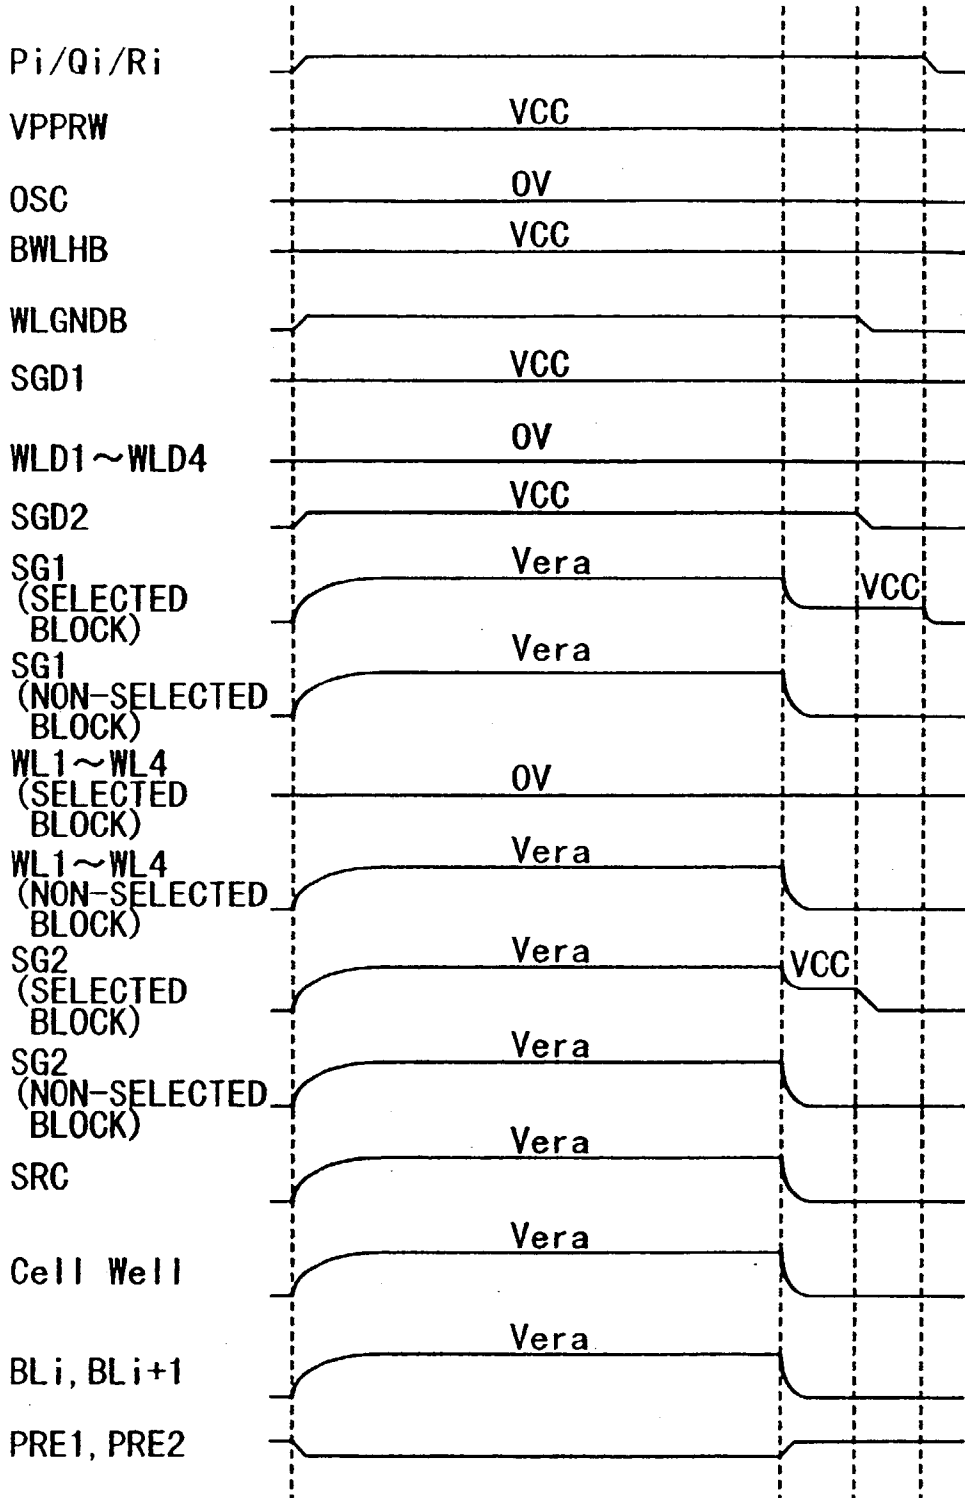 Pi/Qi/Ri
VPPRW VCC
OSC 0V
BWLHB VCC
WLGNDB
SGD1 VCC
WLD1~WLD4 0V
SGD2 VCC
SG1
(SELECTED
BLOCK)
Vera VCC
SG1
(NON-SELECTED
BLOCK)
Vera
WL1~WL4
(SELECTED
BLOCK)
0V
WL1~WL4
(NON-SELECTED
BLOCK)
Vera
SG2
(SELECTED
BLOCK)
Vera VCC
SG2
(NON-SELECTED
BLOCK)
Vera
SRC Vera
Cell Well Vera
BLi, BLi+1 Vera
PRE1, PRE2